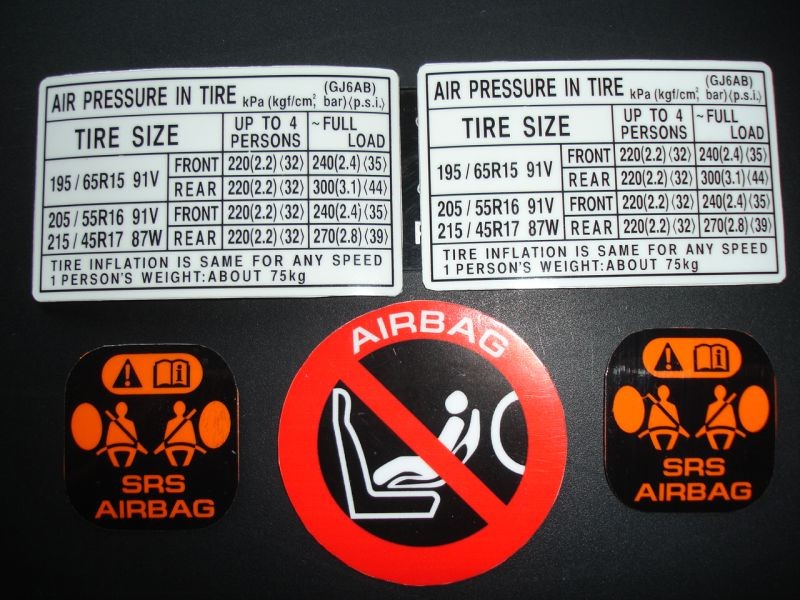 AIR PRESSURE IN TIRE kPa (kgf/cm², bar)〈p.s.i.〉 (GJ6AB)
TIRE SIZE UP TO 4 PERSONS ~FULL LOAD
195 / 65R15 91V FRONT 220(2.2)〈32〉 240(2.4)〈35〉
REAR 220(2.2)〈32〉 300(3.1)〈44〉
205 / 55R16 91V FRONT 220(2.2)〈32〉 240(2.4)〈35〉
215 / 45R17 87W REAR 220(2.2)〈32〉 270(2.8)〈39〉
TIRE INFLATION IS SAME FOR ANY SPEED
1 PERSON'S WEIGHT:ABOUT 75kg
AIR PRESSURE IN TIRE kPa (kgf/cm², bar)〈p.s.i.〉 (GJ6AB)
TIRE SIZE UP TO 4 PERSONS ~FULL LOAD
195 / 65R15 91V FRONT 220(2.2)〈32〉 240(2.4)〈35〉
REAR 220(2.2)〈32〉 300(3.1)〈44〉
205 / 55R16 91V FRONT 220(2.2)〈32〉 240(2.4)〈35〉
215 / 45R17 87W REAR 220(2.2)〈32〉 270(2.8)〈39〉
TIRE INFLATION IS SAME FOR ANY SPEED
1 PERSON'S WEIGHT:ABOUT 75kg
SRS
AIRBAG
AIRBAG
SRS
AIRBAG